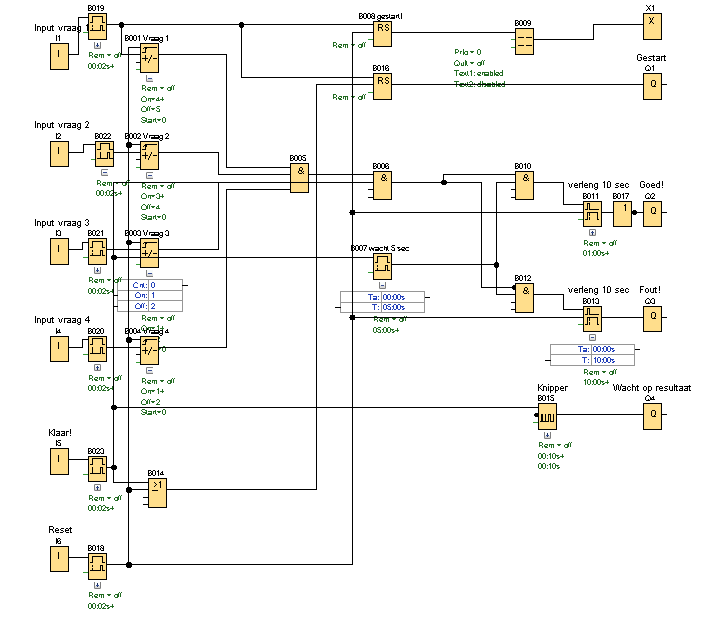 B019
Input vraag 1
I1
I
Rem = off
00:02s+
B001 Vraag 1
+/-
Rem = off
On=4+
Off=5
Start=0
B008 gestart!
RS
Rem = off
B009
Prio = 0
Quit = off
Text1: enabled
Text2: disabled
X1
X
B016
RS
Rem = off
Gestart
Q1
Q
Input vraag 2
I2
I
B022
Rem = off
00:02s+
B002 Vraag 2
+/-
Rem = off
On=3+
Off=4
Start=0
B005
&
B006
&
B010
&
verleng 10 sec
B011
Rem = off
01:00s+
B017
1
Goed!
Q2
Q
Input vraag 3
I3
I
B021
Rem = off
00:02s+
B003 Vraag 3
+/-
Cnt: 0
On: 1
Off: 2
Rem = off
On=1+
B007 wacht 5 sec
Ta: 00:00s
T: 05:00s
Rem = off
05:00s+
B012
&
verleng 10 sec
B013
Ta: 00:00s
T: 10:00s
Rem = off
10:00s+
Fout!
Q3
Q
Input vraag 4
I4
I
B020
Rem = off
00:02s+
B004 Vraag 4
+/-
Rem = off
On=1+
Off=2
Start=0
Knipper
B015
Rem = off
00:10s+
00:10s
Wacht op resultaat
Q4
Q
Klaar!
I5
I
B023
Rem = off
00:02s+
B014
≥1
Reset
I6
I
B018
Rem = off
00:02s+